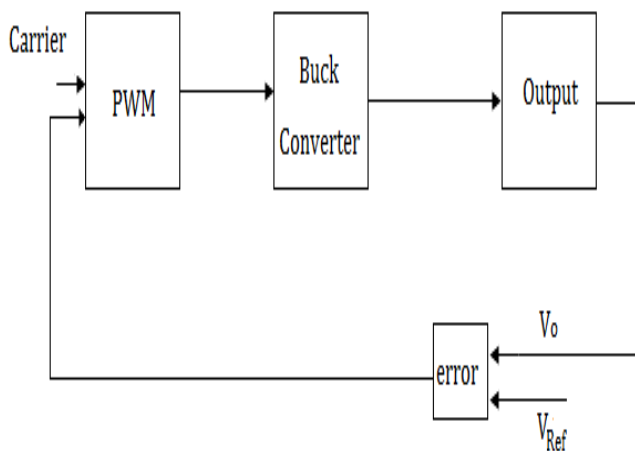 Carrier
PWM
Buck
Converter
Output
Vo
error
VRef